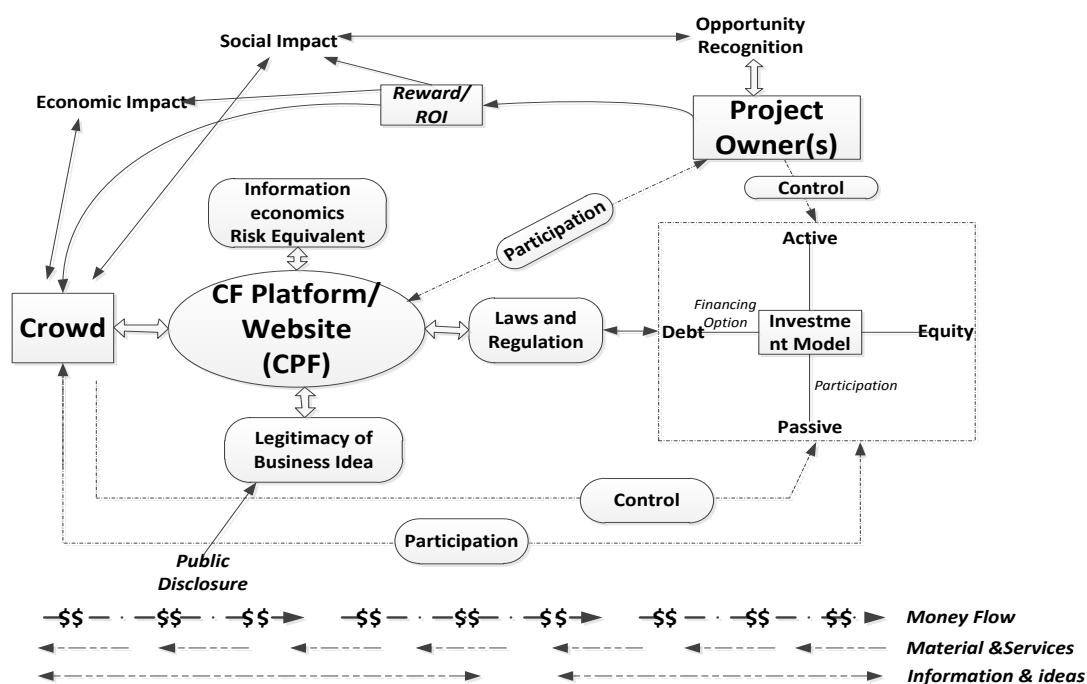 Opportunity
Recognition
Social Impact
Economic Impact
Reward/
ROI
Project
Owner(s)
Control
Information
economics
Risk Equivalent
Participation
Active
CF Platform/
Website
(CPF)
Crowd
Laws and
Regulation
Financing
Option
Debt
Investme
nt Model
Equity
Participation
Passive
Legitimacy of
Business Idea
Control
Participation
Public
Disclosure
$$ $$ $$ $$ $$ $$ $$ $$ $$ Money Flow
Material &Services
Information & ideas